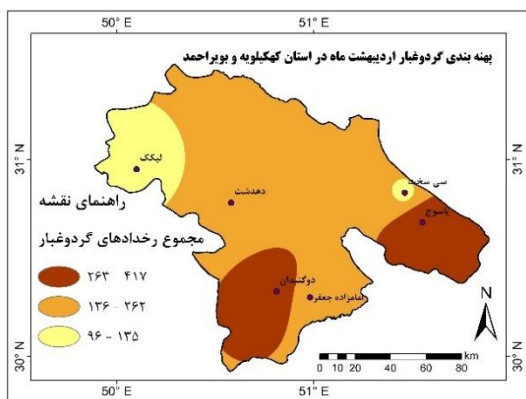 50° E
51° E
پهنه بندی گردوغبار اردیبهشت ماه در استان کهکیلویه و بویراحمد
31° N
31° N
لیکک
سی سخت
دهدشت
یاسوج
راهنمای نقشه
مجموع رخدادهای گردوغبار
۲۶۳ ۴۱۷
۱۳۶ - ۲۶۲
۹۶ - ۱۳۵
دوگنبدان
امامزاده جعفر
N
km
0 10 20 40 60 80
30° N
30° N
50° E
51° E